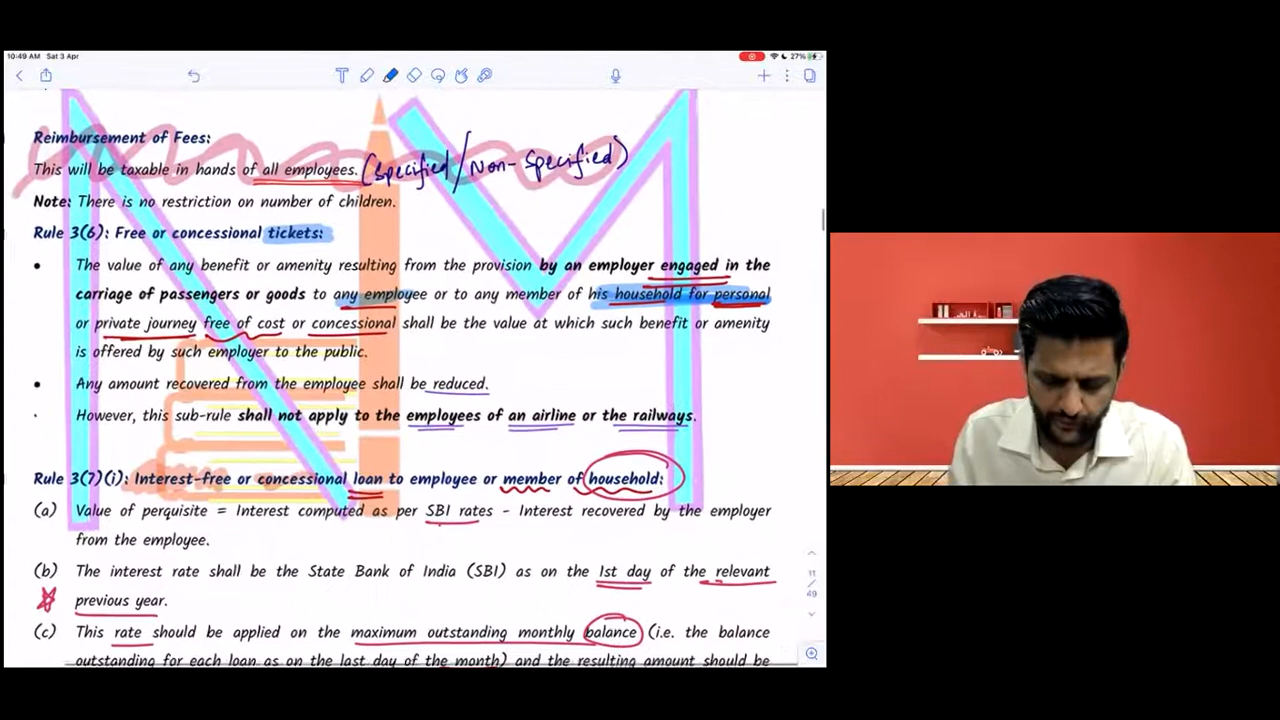 10:49 AM Sat 3 Apr
27%
Reimbursement of Fees:
This will be taxable in hands of all employees. (Specified/Non-Specified)
Note: There is no restriction on number of children.
Rule 3(6): Free or concessional tickets:
• The value of any benefit or amenity resulting from the provision by an employer engaged in the
carriage of passengers or goods to any employee or to any member of his household for personal
or private journey free of cost or concessional shall be the value at which such benefit or amenity
is offered by such employer to the public.
• Any amount recovered from the employee shall be reduced.
• However, this sub-rule shall not apply to the employees of an airline or the railways.
Rule 3(7)(i): Interest-free or concessional loan to employee or member of household:
(a) Value of perquisite = Interest computed as per SBI rates - Interest recovered by the employer
from the employee.
(b) The interest rate shall be the State Bank of India (SBI) as on the 1st day of the relevant
previous year.
(c) This rate should be applied on the maximum outstanding monthly balance (i.e. the balance
outstanding for each loan as on the last day of the month) and the resulting amount should be
11
/
49